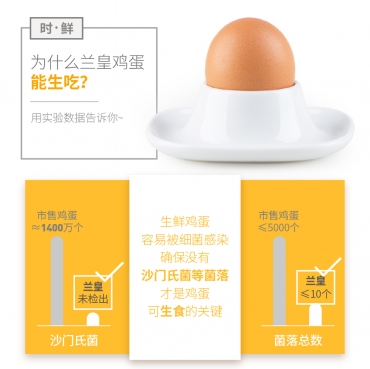 时·鲜
为什么兰皇鸡蛋
能生吃?
用实验数据告诉你~
市售鸡蛋
≈1400万个
兰皇
未检出
沙门氏菌
生鲜鸡蛋
容易被细菌感染
确保没有
沙门氏菌等菌落
才是鸡蛋
可生食的关键
市售鸡蛋
≤5000个
兰皇
≤10个
菌落总数